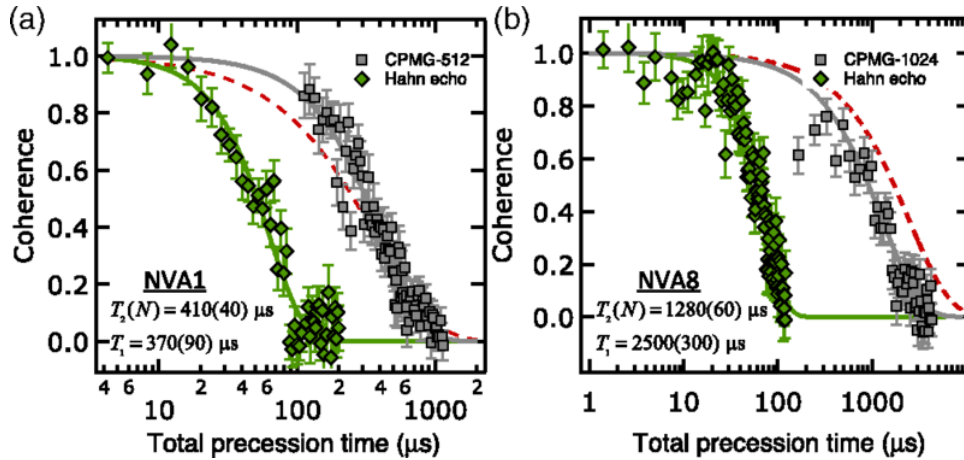 (a)
1.0
0.8
0.6
0.4
0.2
0.0
Coherence
CPMG-512
Hahn echo
NVA1
T₂(N) = 410(40) µs
T₁ = 370(90) µs
4 6 2 4 6 2 4 6 2
10 100 1000
Total precession time (µs)
(b)
1.0
0.8
0.6
0.4
0.2
0.0
Coherence
CPMG-1024
Hahn echo
NVA8
T₂(N) = 1280(60) µs
T₁ = 2500(300) µs
1 10 100 1000
Total precession time (µs)